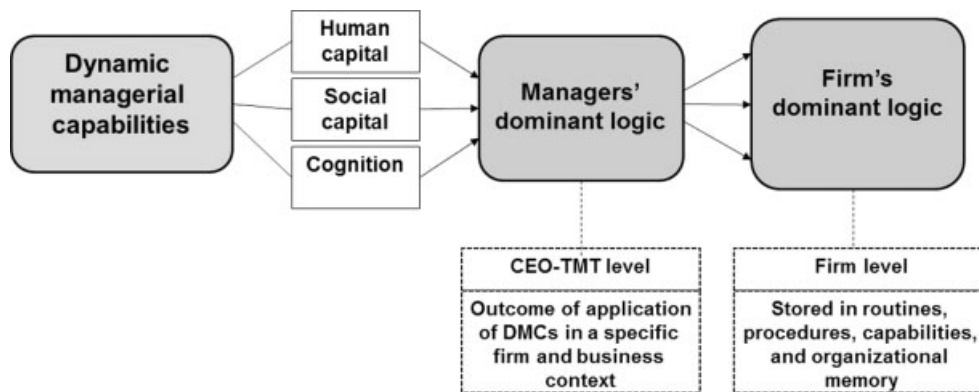 Dynamic
managerial
capabilities
Human
capital
Social
capital
Cognition
Managers'
dominant logic
Firm's
dominant logic
CEO-TMT level
Outcome of application
of DMCs in a specific
firm and business
context
Firm level
Stored in routines,
procedures, capabilities,
and organizational
memory